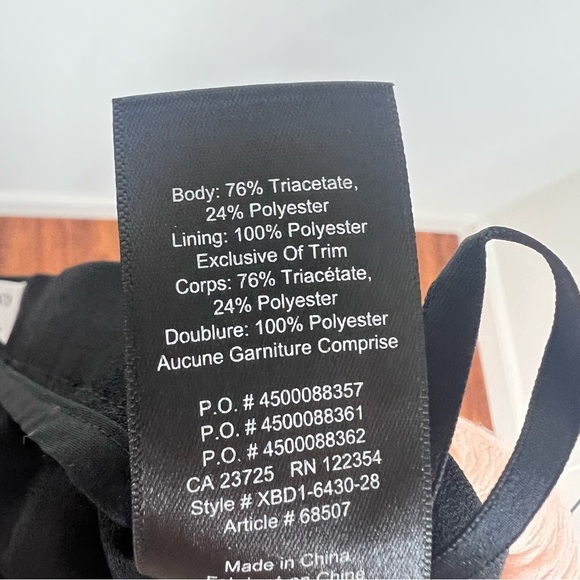 Body: 76% Triacetate,
24% Polyester
Lining: 100% Polyester
Exclusive Of Trim
Corps: 76% Triacétate,
24% Polyester
Doublure: 100% Polyester
Aucune Garniture Comprise
P.O. # 4500088357
P.O. # 4500088361
P.O. # 4500088362
CA 23725 RN 122354
Style # XBD1-6430-28
Article # 68507
Made in China